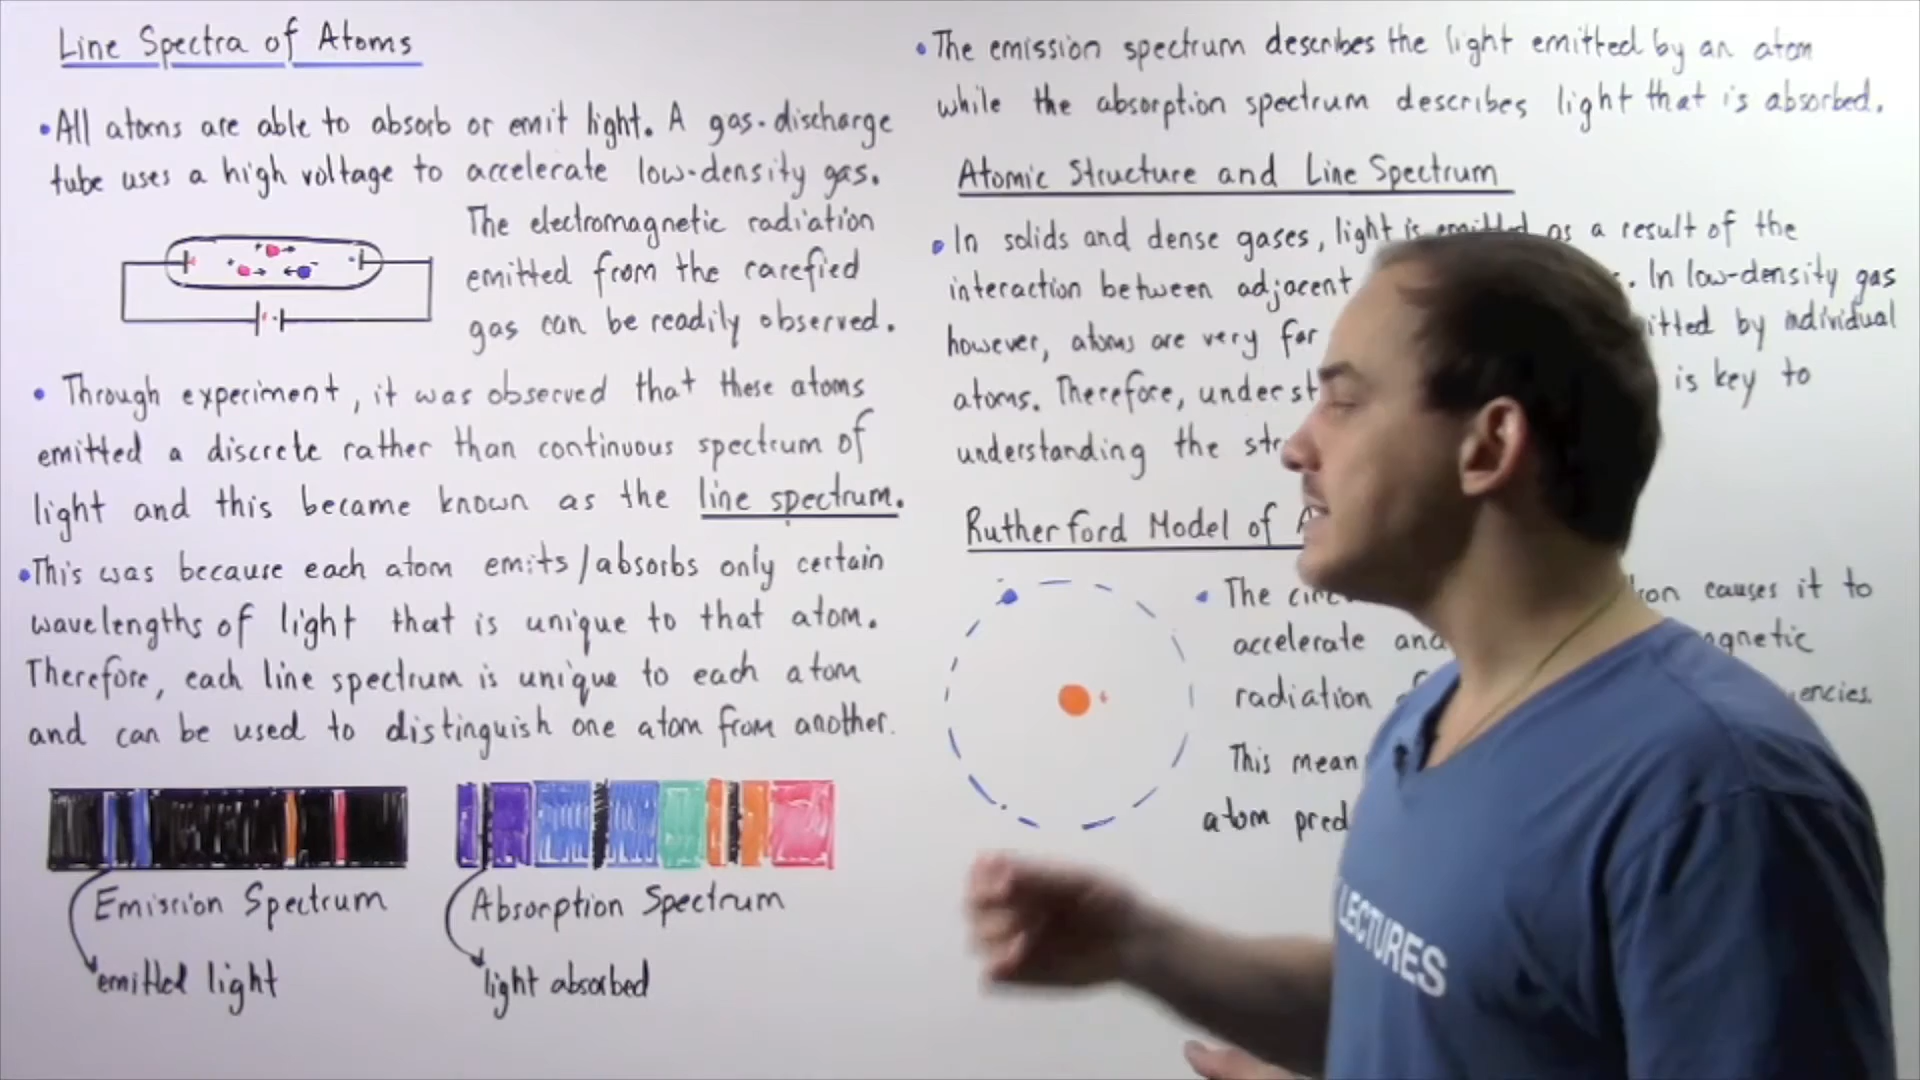 Line Spectra of Atoms
• All atoms are able to absorb or emit light. A gas-discharge
tube uses a high voltage to accelerate low-density gas.
The electromagnetic radiation
emitted from the rarefied
gas can be readily observed.
• Through experiment, it was observed that these atoms
emitted a discrete rather than continuous spectrum of
light and this became known as the line spectrum.
• This was because each atom emits/absorbs only certain
wavelengths of light that is unique to that atom.
Therefore, each line spectrum is unique to each atom
and can be used to distinguish one atom from another.
Emission Spectrum
emitted light
Absorption Spectrum
light absorbed
• The emission spectrum describes the light emitted by an atom
while the absorption spectrum describes light that is absorbed.
Atomic Structure and Line Spectrum
• In solids and dense gases, light is emitted as a result of the
interaction between adjacent . In low-density gas
however, atoms are very far by individual
atoms. Therefore, is key to
understanding the
Rutherford Model of
• The causes it to
accelerate
radiation
This
atom
LECTURES